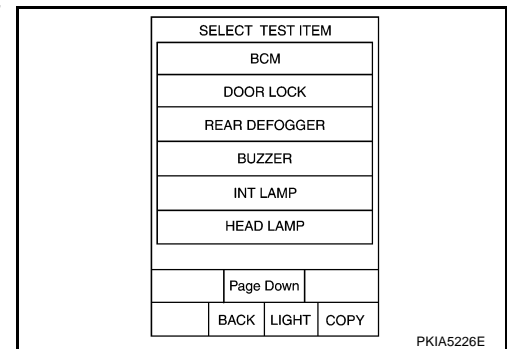 SELECT TEST ITEM
BCM
DOOR LOCK
REAR DEFOGGER
BUZZER
INT LAMP
HEAD LAMP
Page Down
BACK LIGHT COPY
PKIA5226E